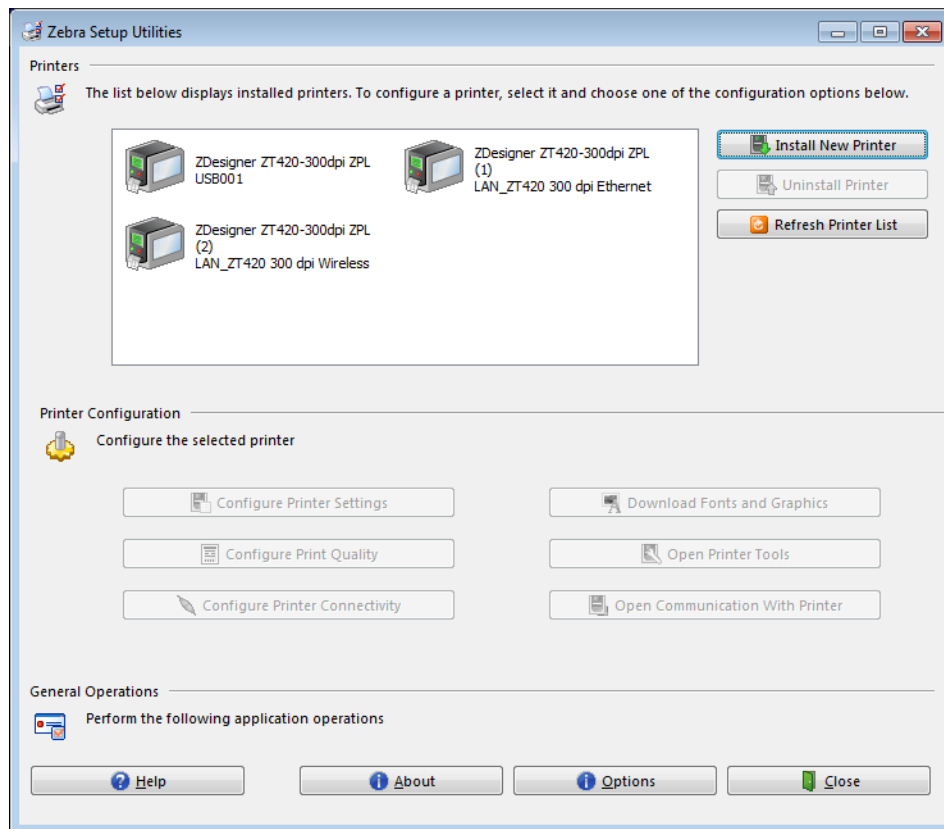 Zebra Setup Utilities
Printers
The list below displays installed printers. To configure a printer, select it and choose one of the configuration options below.
ZDesigner ZT420-300dpi ZPL
USB001
ZDesigner ZT420-300dpi ZPL
(1)
LAN_ZT420 300 dpi Ethernet
ZDesigner ZT420-300dpi ZPL
(2)
LAN_ZT420 300 dpi Wireless
Install New Printer
Uninstall Printer
Refresh Printer List
Printer Configuration
Configure the selected printer
Configure Printer Settings
Download Fonts and Graphics
Configure Print Quality
Open Printer Tools
Configure Printer Connectivity
Open Communication With Printer
General Operations
Perform the following application operations
Help
About
Options
Close